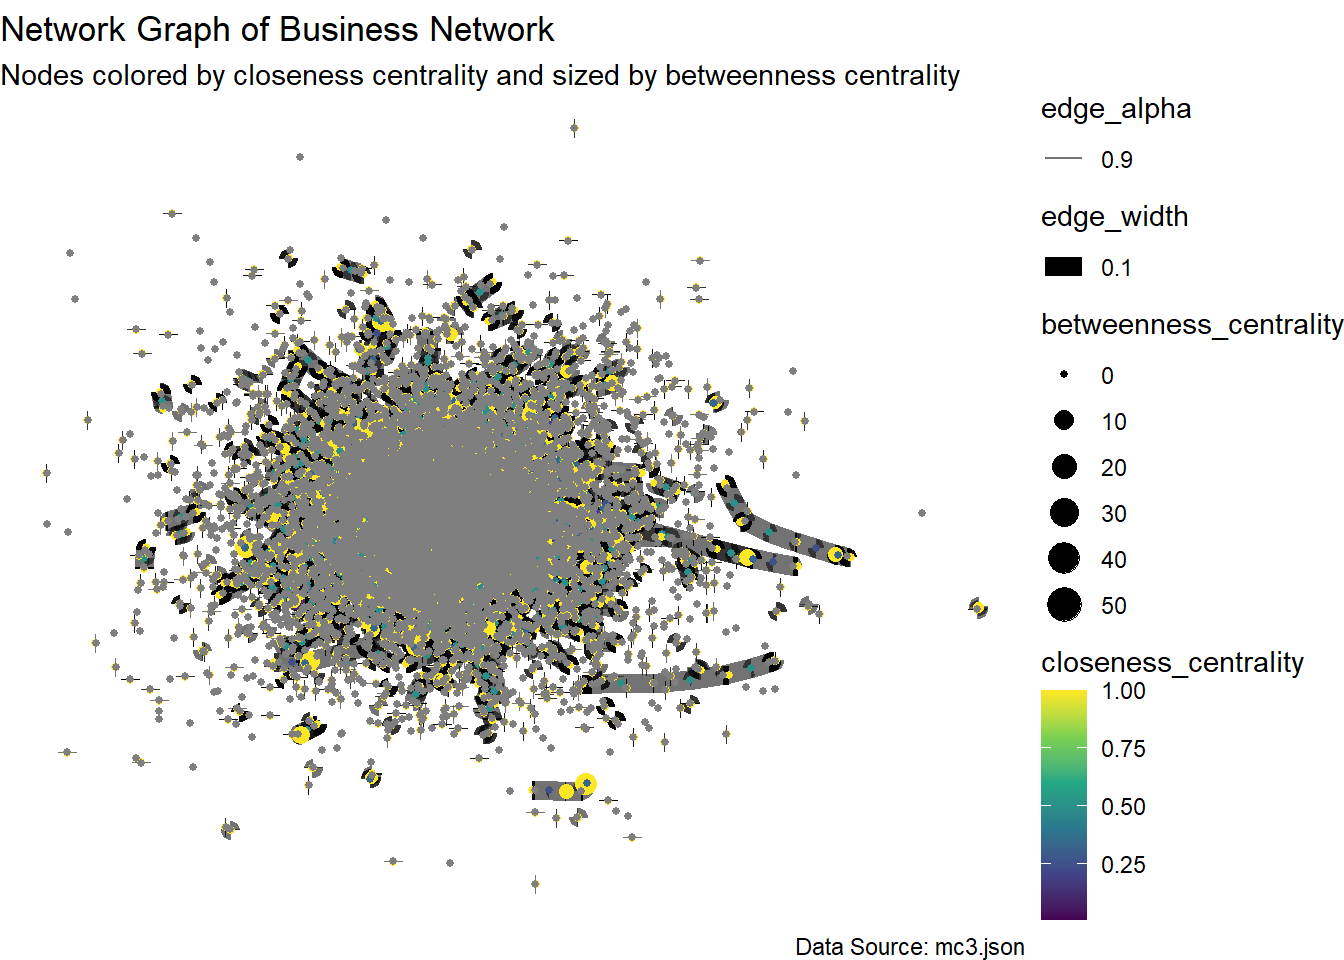 Network Graph of Business Network
Nodes colored by closeness centrality and sized by betweenness centrality
edge_alpha
0.9
edge_width
0.1
betweenness_centrality
0
10
20
30
40
50
closeness_centrality
1.00
0.75
0.50
0.25
Data Source: mc3.json